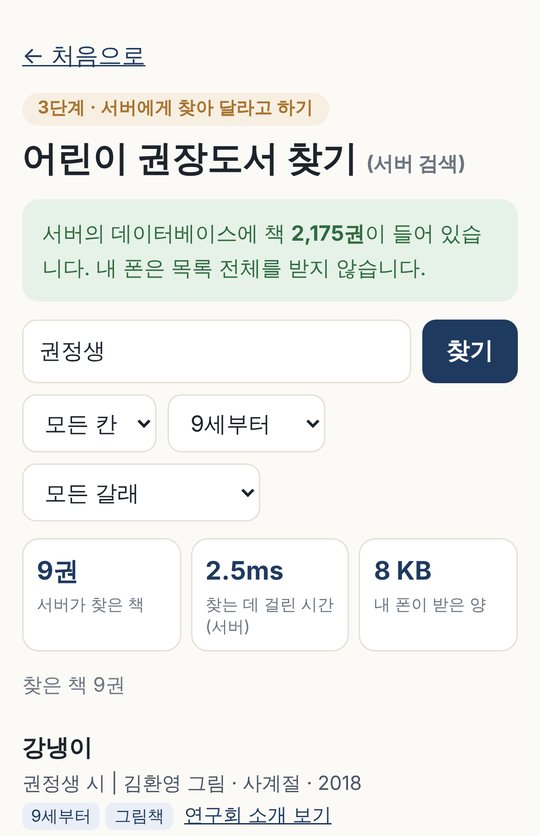 ← 처음으로
3단계 · 서버에게 찾아 달라고 하기
어린이 권장도서 찾기 (서버 검색)
서버의 데이터베이스에 책 2,175권이 들어 있습
니다. 내 폰은 목록 전체를 받지 않습니다.
권정생 찾기
모든 칸 9세부터
모든 갈래
9권 2.5ms 8 KB
서버가 찾은 책 찾는 데 걸린 시간 내 폰이 받은 양
(서버)
찾은 책 9권
강냉이
권정생 시 | 김환영 그림 · 사계절 · 2018
9세부터 그림책 연구회 소개 보기